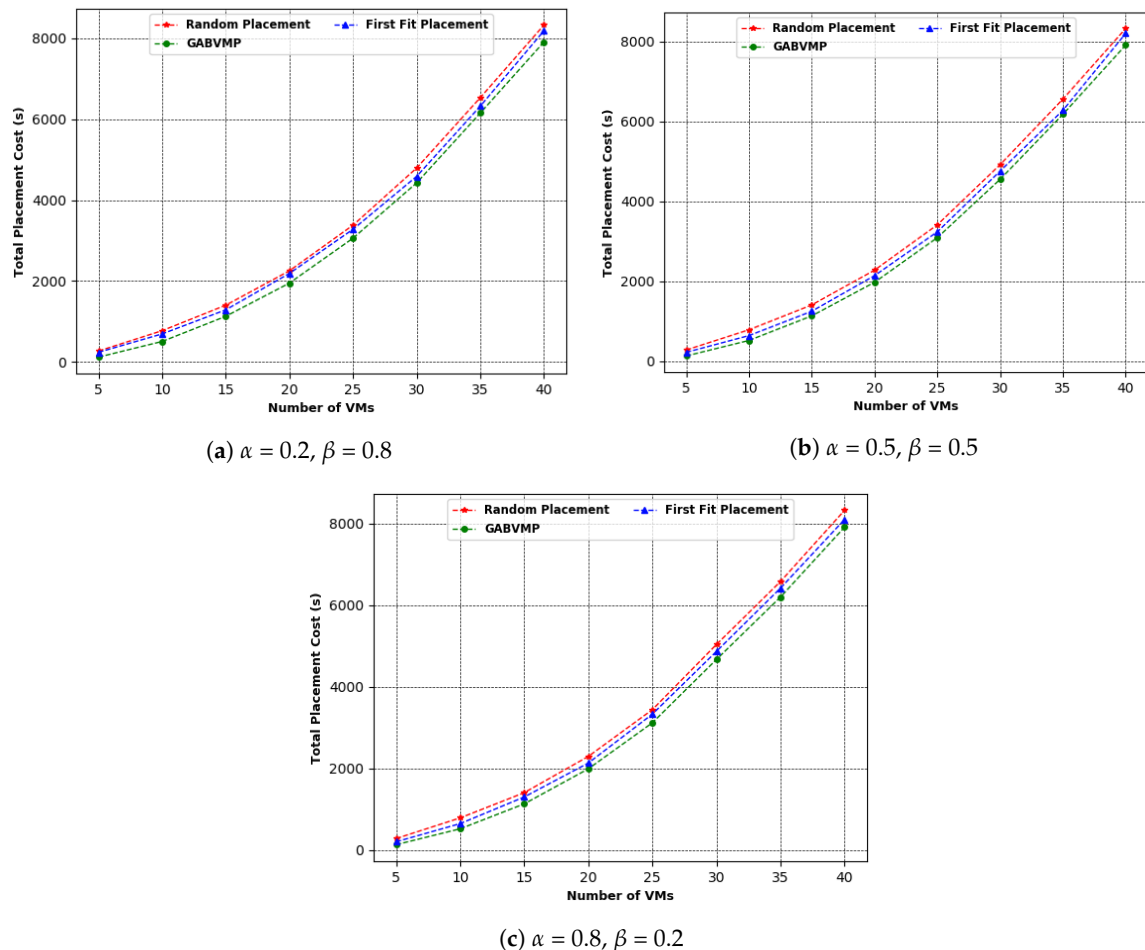 Random Placement
First Fit Placement
GABVMP
8000
6000
4000
2000
0
Total Placement Cost (s)
5 10 15 20 25 30 35 40
Number of VMs
(a) α = 0.2, β = 0.8
Random Placement
First Fit Placement
GABVMP
8000
6000
4000
2000
0
Total Placement Cost (s)
5 10 15 20 25 30 35 40
Number of VMs
(b) α = 0.5, β = 0.5
Random Placement
First Fit Placement
GABVMP
8000
6000
4000
2000
0
Total Placement Cost (s)
5 10 15 20 25 30 35 40
Number of VMs
(c) α = 0.8, β = 0.2